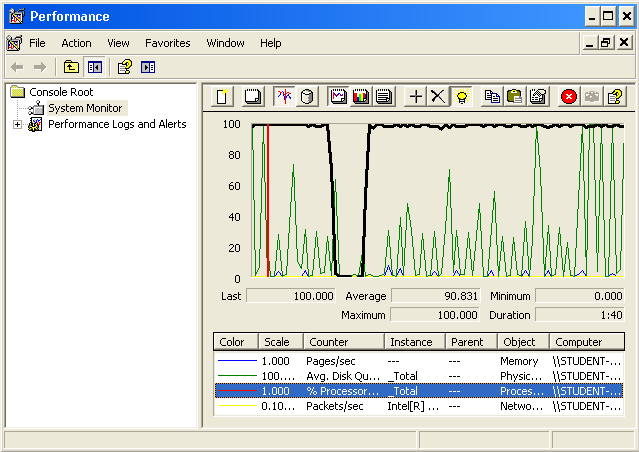 Performance
File Action View Favorites Window Help
Console Root
System Monitor
Performance Logs and Alerts
100
80
60
40
20
0
Last 100.000 Average 90.831 Minimum 0.000
Maximum 100.000 Duration 1:40
Color Scale Counter Instance Parent Object Computer
1.000 Pages/sec --- --- Memory \\STUDENT-...
100.... Avg. Disk Qu... _Total --- Physic... \\STUDENT-...
1.000 % Processor... _Total --- Proces... \\STUDENT-...
0.10... Packets/sec Intel[R] ... --- Netwo... \\STUDENT-...